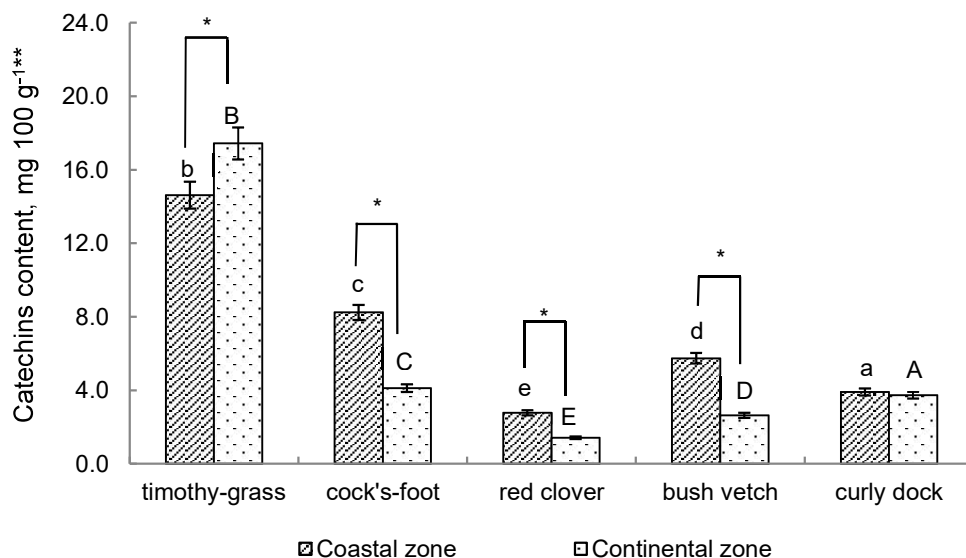 Catechins content, mg 100 g⁻¹**
24.0
20.0
16.0
12.0
8.0
4.0
0.0
*
b
B
*
c
C
*
e
E
*
d
D
a
A
timothy-grass cock's-foot red clover bush vetch curly dock
Coastal zone Continental zone